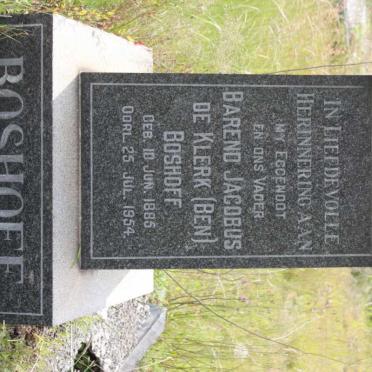 In Liefdevolle
Herinnering aan
my Eggenoot
en ons Vader
Barend Jacobus
de Klerk (Ben)
Boshoff
Geb. 10 Jun. 1885
Oorl. 25 Jul. 1954.
BOSHOFF